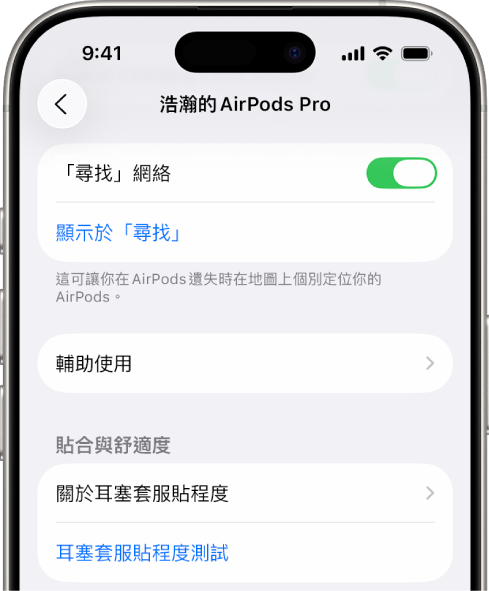 9:41
浩瀚的 AirPods Pro
「尋找」網絡
顯示於「尋找」
這可讓你在 AirPods 遺失時在地圖上個別定位你的
AirPods。
輔助使用
貼合與舒適度
關於耳塞套服貼程度
耳塞套服貼程度測試